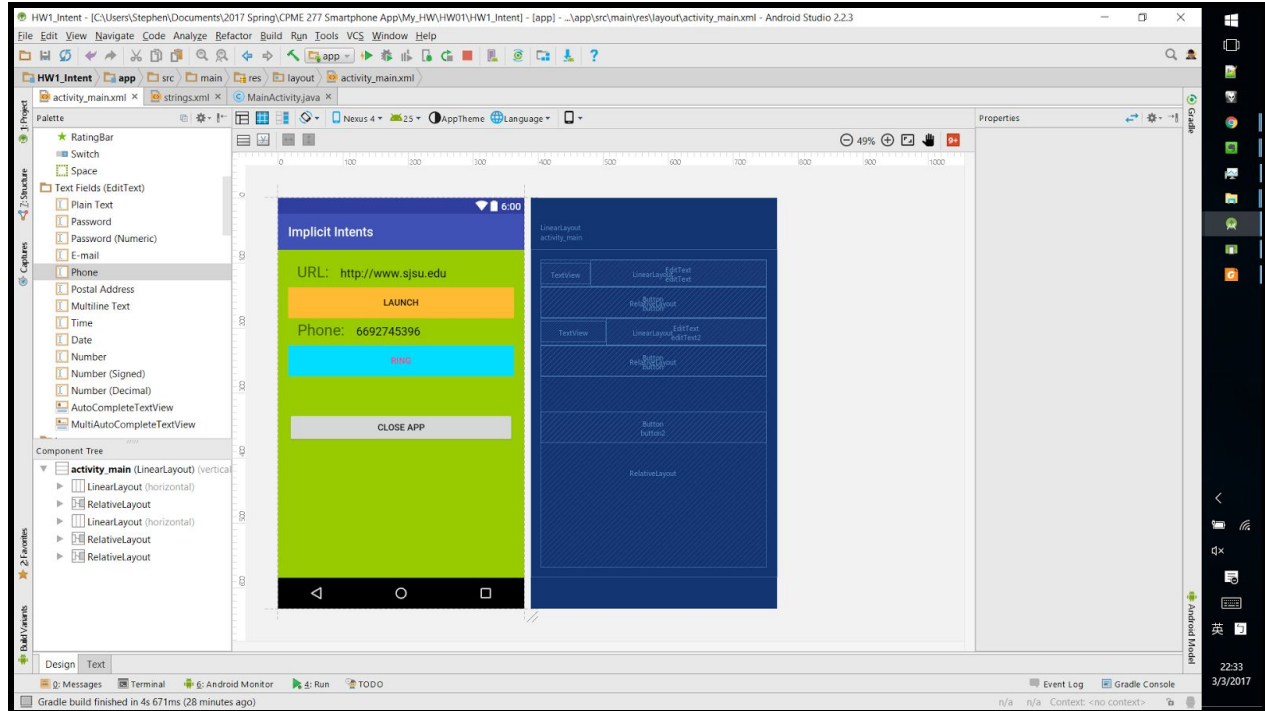 HW1_Intent - [C:\Users\Stephen\Documents\2017 Spring\CPME 277 Smartphone App\My_HW\HW01\HW1_Intent] - [app] - ...\app\src\main\res\layout\activity_main.xml - Android Studio 2.2.3
File Edit View Navigate Code Analyze Refactor Build Run Tools VCS Window Help
app
HW1_Intent app src main res layout activity_main.xml
activity_main.xml strings.xml MainActivity.java
Palette
Nexus 4 25 AppTheme Language
Properties
49% 9+
0 100 200 300 400 500 600 700 800 900 1000
RatingBar
Switch
Space
Text Fields (EditText)
Plain Text
Password
Password (Numeric)
E-mail
Phone
Postal Address
Multiline Text
Time
Date
Number
Number (Signed)
Number (Decimal)
AutoCompleteTextView
MultiAutoCompleteTextView
Component Tree
activity_main (LinearLayout) (vertical
LinearLayout (horizontal)
RelativeLayout
LinearLayout (horizontal)
RelativeLayout
RelativeLayout
6:00
Implicit Intents
URL: http://www.sjsu.edu
LAUNCH
Phone: 6692745396
RING
CLOSE APP
LinearLayout
activity_main
TextView LinearLayout EditText
editText
Button
RelativeLayout
button
TextView LinearLayout EditText
editText2
Button
RelativeLayout
button
Button
button2
RelativeLayout
1: Project
Z: Structure
Captures
2: Favorites
Build Variants
Gradle
Android Model
Design Text
0: Messages Terminal 6: Android Monitor 4: Run TODO Event Log Gradle Console
Gradle build finished in 4s 671ms (28 minutes ago) n/a n/a Context: <no context>
英
22:33
3/3/2017